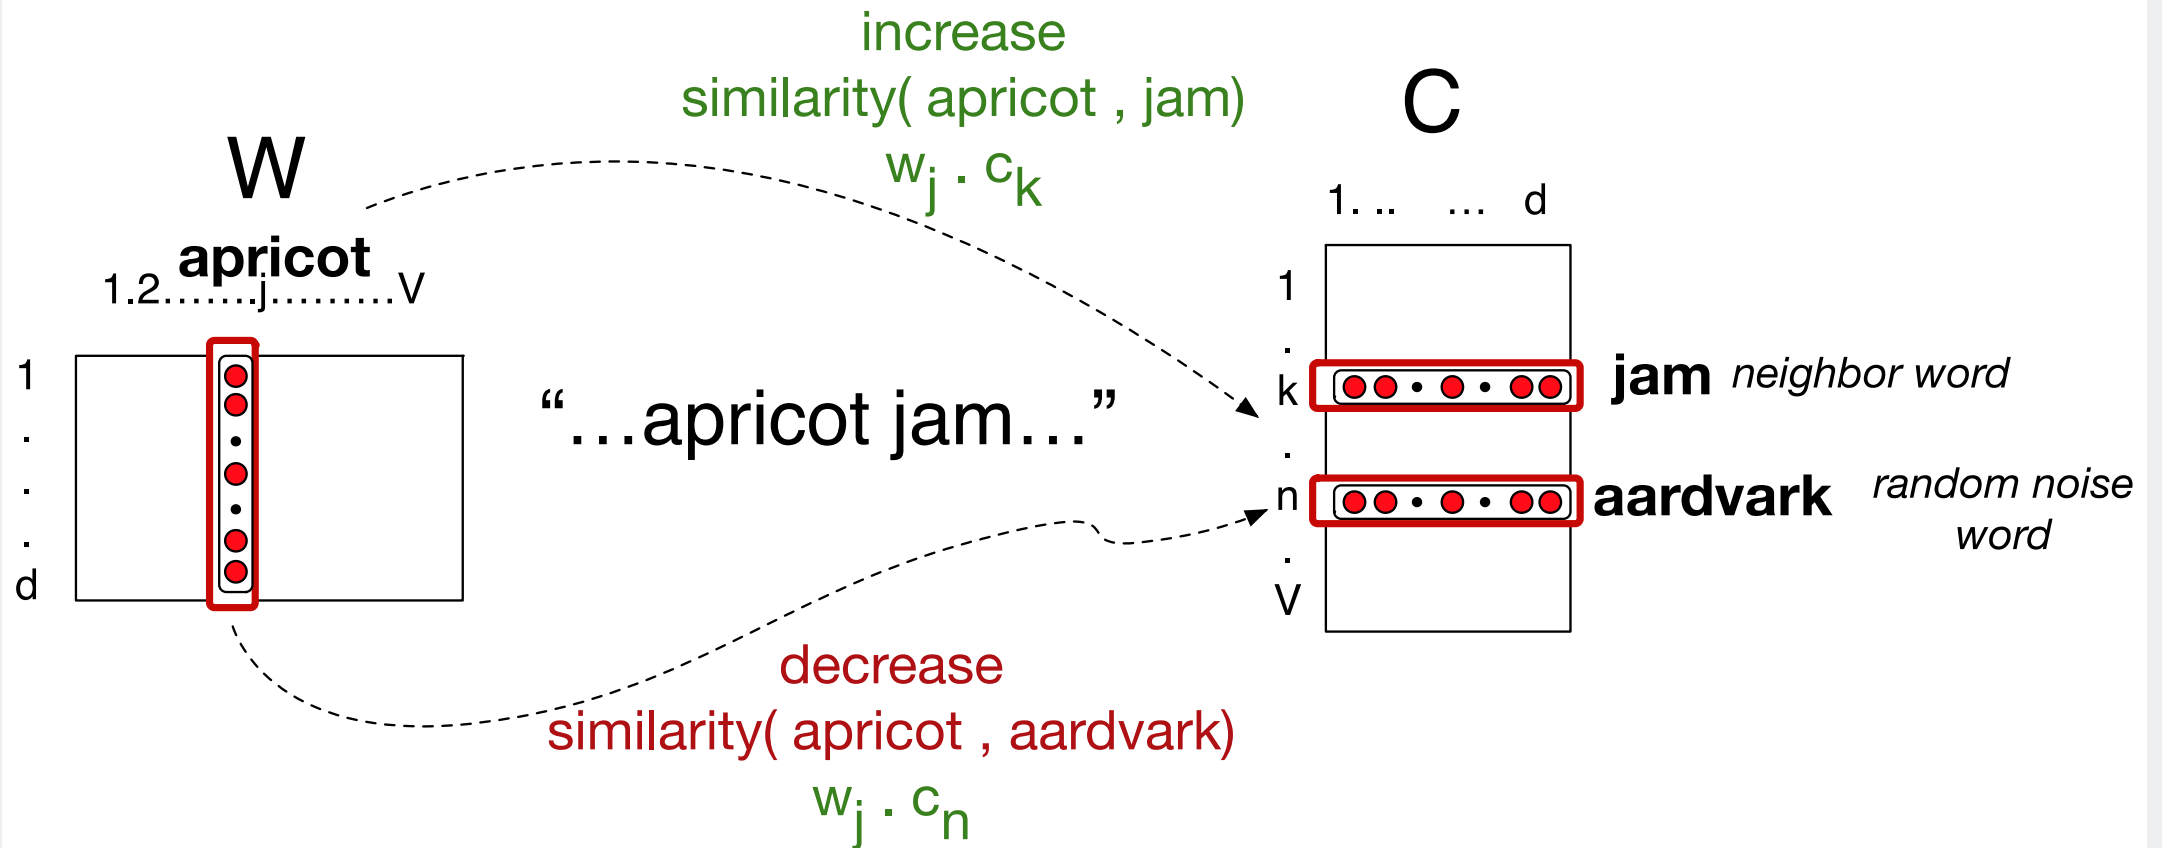 increase
similarity( apricot , jam)
wj . ck
W
apricot
1.2.......j.........V
1
.
.
.
d
“...apricot jam...”
C
1. .. ... d
1
.
k
.
n
.
V
jam neighbor word
aardvark random noise
word
decrease
similarity( apricot , aardvark)
wj . cn